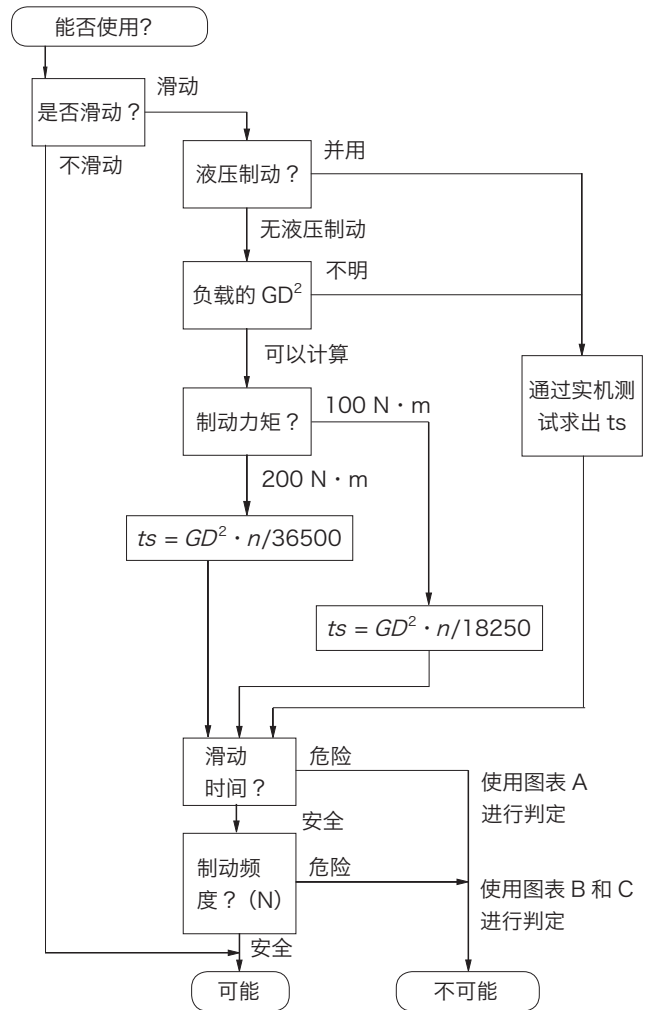 能否使用?
滑动
是否滑动?
不滑动
并用
液压制动?
无液压制动
不明
负载的 GD²
可以计算
100 N·m
制动力矩?
通过实机测
试求出 ts
200 N·m
ts = GD²·n/36500
ts = GD²·n/18250
滑动
时间?
危险
使用图表 A
进行判定
安全
制动频
度?（N）
危险
使用图表 B 和 C
进行判定
安全
可能
不可能